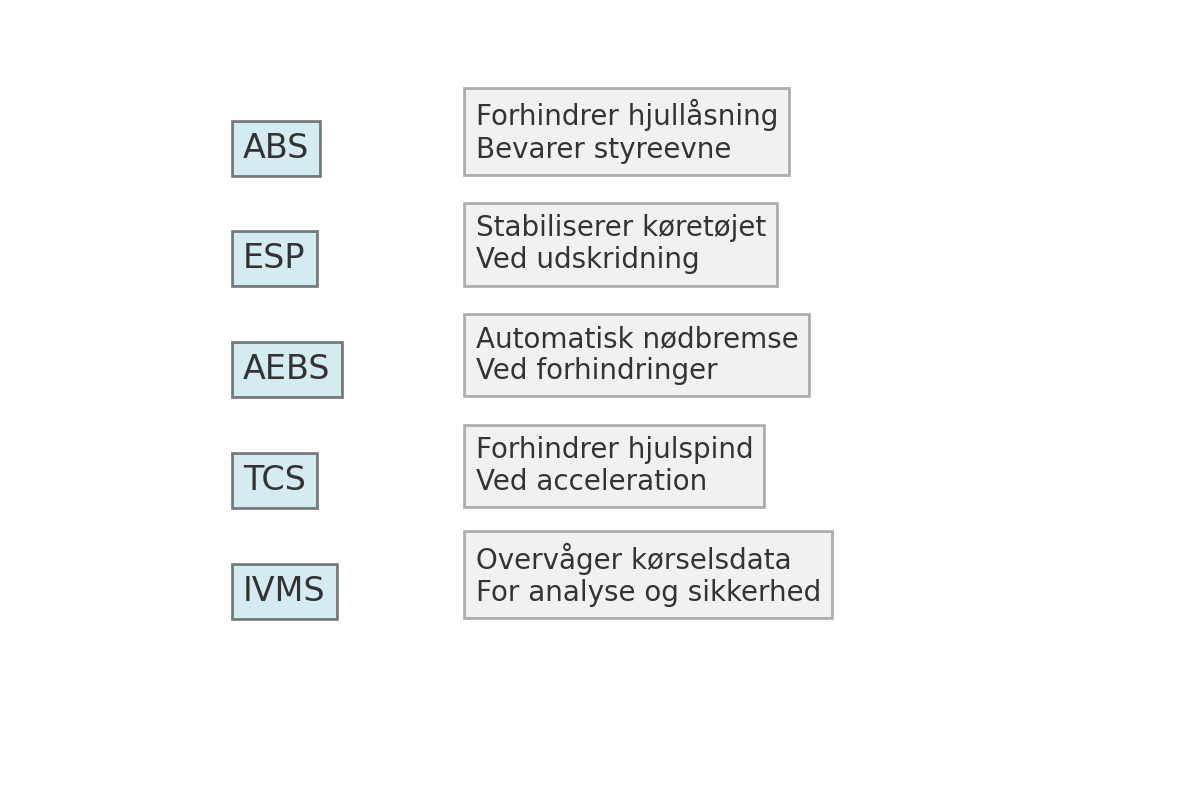 ABS
Forhindrer hjullåsning
Bevarer styreevne
ESP
Stabiliserer køretøjet
Ved udskridning
AEBS
Automatisk nødbremse
Ved forhindringer
TCS
Forhindrer hjulspind
Ved acceleration
IVMS
Overvåger kørselsdata
For analyse og sikkerhed